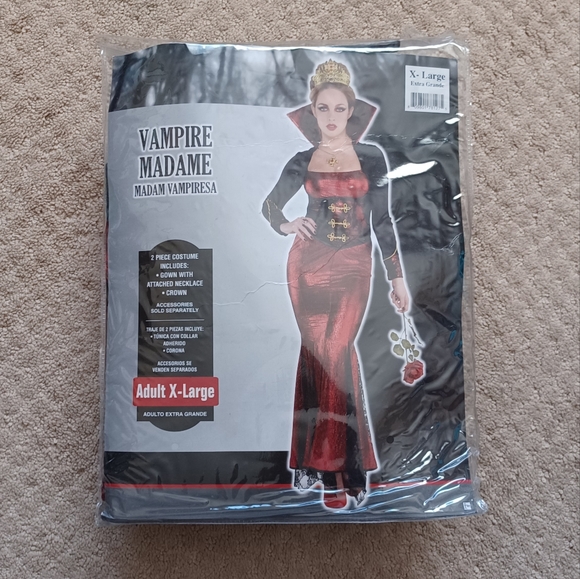 X- Large
Extra Grande
VAMPIRE
MADAME
MADAM VAMPIRESA
2 PIECE COSTUME
INCLUDES:
• GOWN WITH
ATTACHED NECKLACE
• CROWN
ACCESSORIES
SOLD SEPARATELY
TRAJE DE 2 PIEZAS INCLUYE:
• TÚNICA CON COLLAR
ADHERIDO
• CORONA
ACCESORIOS SE
VENDEN SEPARADOS
Adult X-Large
ADULTO EXTRA GRANDE